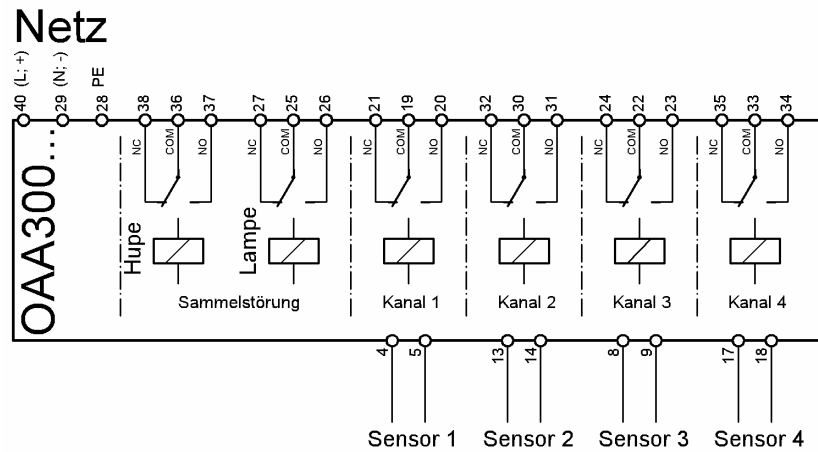 Netz
40 (L; +)
29 (N; -)
28 PE
38
36
37
27
25
26
21
19
20
32
30
31
24
22
23
35
33
34
NC
COM
NO
NC
COM
NO
NC
COM
NO
NC
COM
NO
NC
COM
NO
NC
COM
NO
OAA300...
Hupe
Lampe
Sammelstörung
Kanal 1
Kanal 2
Kanal 3
Kanal 4
4
5
13
14
8
9
17
18
Sensor 1
Sensor 2
Sensor 3
Sensor 4